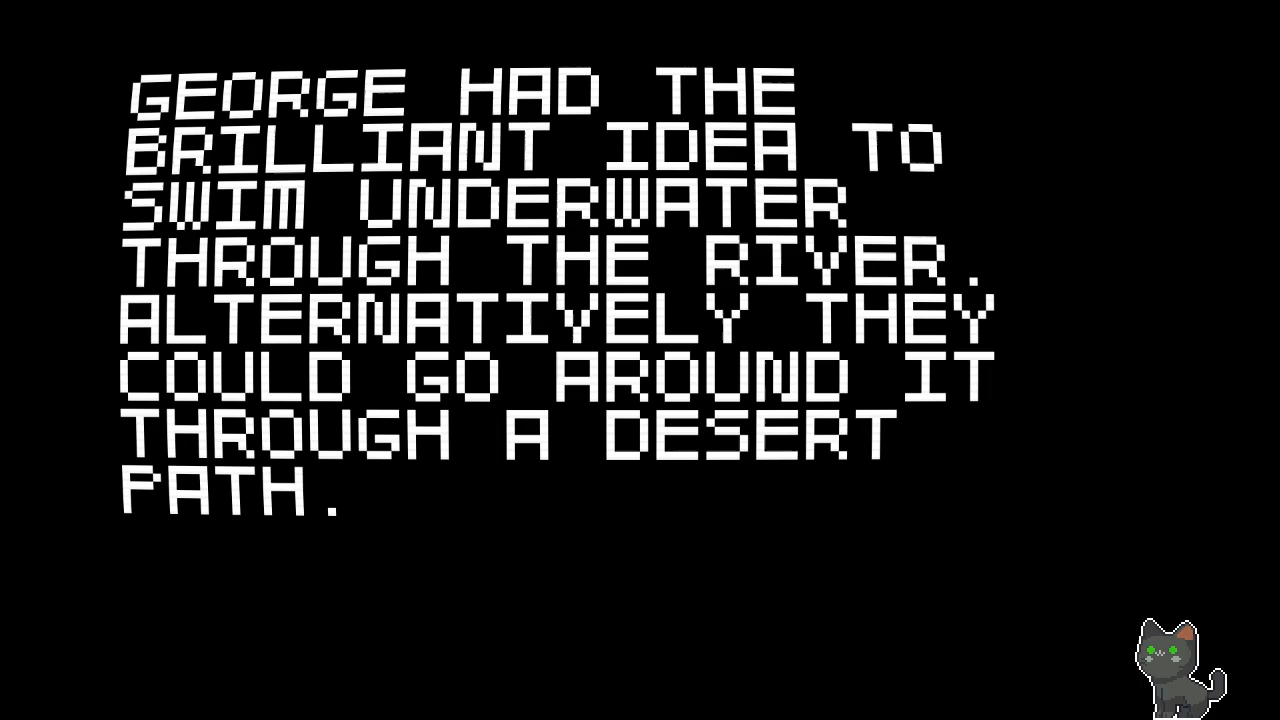 GEORGE HAD THE
BRILLIANT IDEA TO
SWIM UNDERWATER
THROUGH THE RIVER.
ALTERNATIVELY THEY
COULD GO AROUND IT
THROUGH A DESERT
PATH.